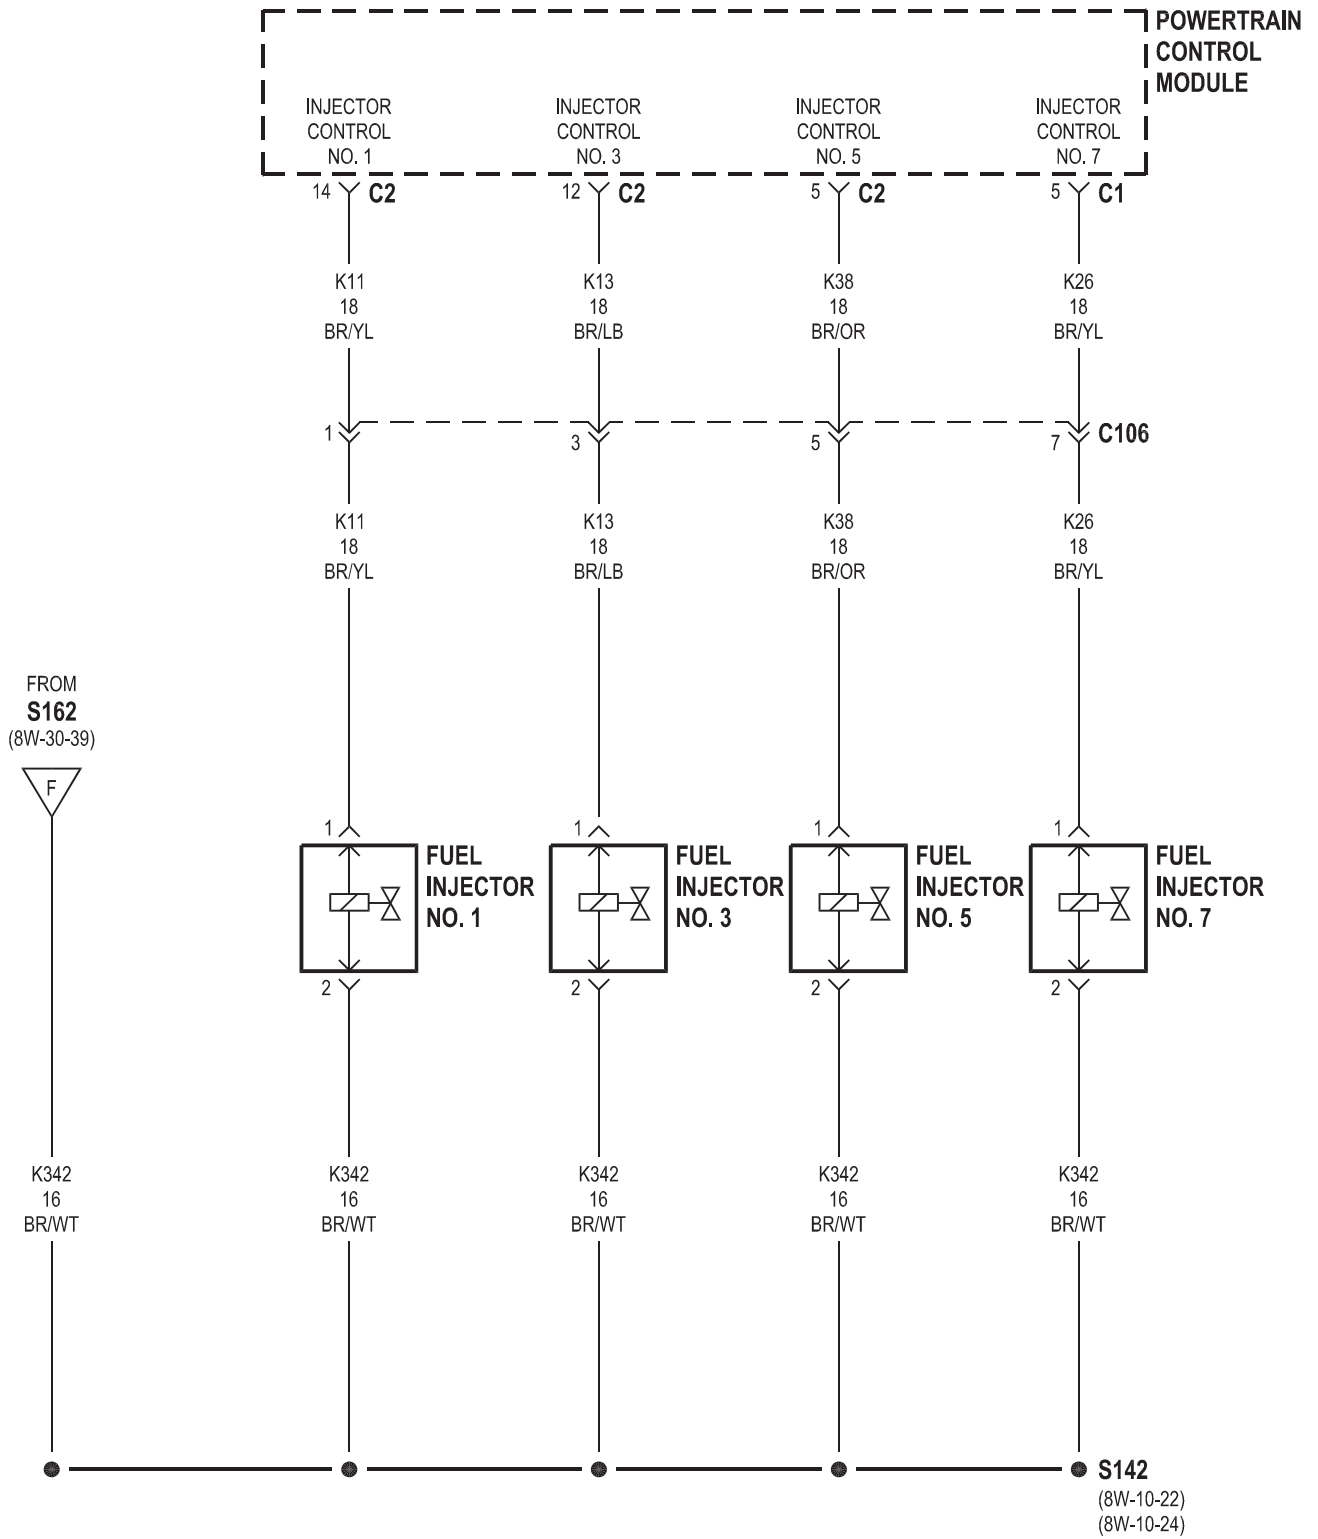 POWERTRAIN
CONTROL
MODULE
INJECTOR
CONTROL
NO. 1
INJECTOR
CONTROL
NO. 3
INJECTOR
CONTROL
NO. 5
INJECTOR
CONTROL
NO. 7
14 C2
12 C2
5 C2
5 C1
K11
18
BR/YL
K13
18
BR/LB
K38
18
BR/OR
K26
18
BR/YL
1
3
5
7 C106
K11
18
BR/YL
K13
18
BR/LB
K38
18
BR/OR
K26
18
BR/YL
FROM
S162
(8W-30-39)
F
1
FUEL
INJECTOR
NO. 1
2
1
FUEL
INJECTOR
NO. 3
2
1
FUEL
INJECTOR
NO. 5
2
1
FUEL
INJECTOR
NO. 7
2
K342
16
BR/WT
K342
16
BR/WT
K342
16
BR/WT
K342
16
BR/WT
K342
16
BR/WT
S142
(8W-10-22)
(8W-10-24)